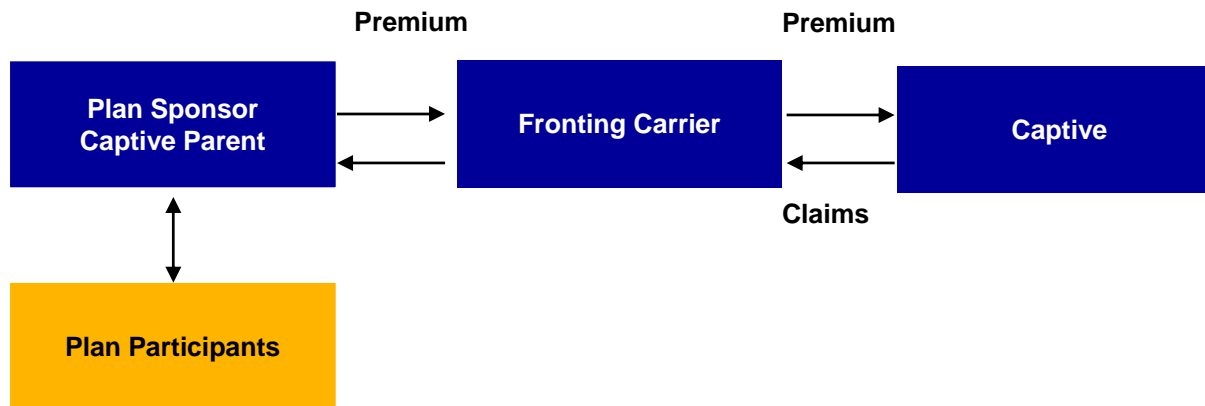 Premium
Premium
Plan Sponsor
Captive Parent
Fronting Carrier
Captive
Claims
Plan Participants